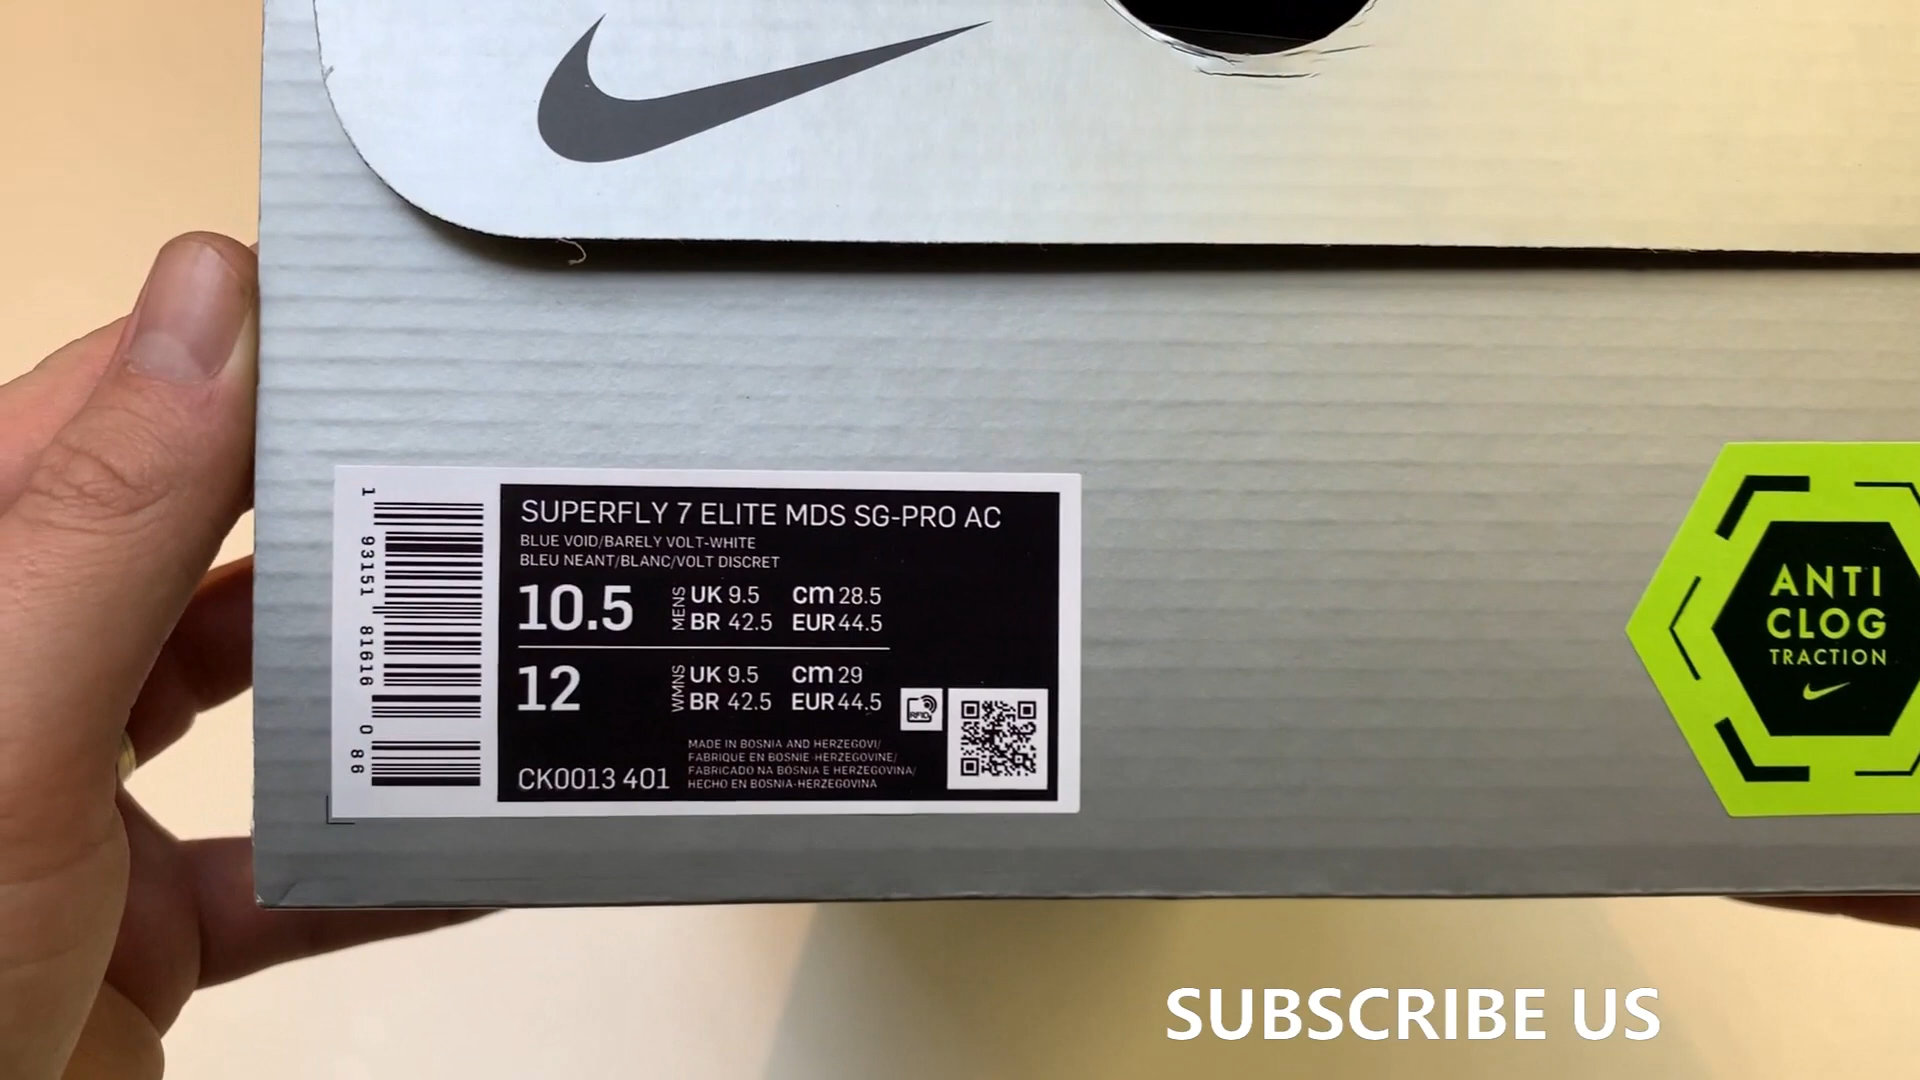 SUPERFLY 7 ELITE MDS SG-PRO AC
BLUE VOID/BARELY VOLT-WHITE
BLEU NEANT/BLANC/VOLT DISCRET
10.5
MENS
UK 9.5 cm 28.5
BR 42.5 EUR 44.5
12
WMNS
UK 9.5 cm 29
BR 42.5 EUR 44.5
RFID
CK0013 401
MADE IN BOSNIA AND HERZEGOVI/
FABRIQUE EN BOSNIE-HERZEGOVINE/
FABRICADO NA BOSNIA E HERZEGOVINA/
HECHO EN BOSNIA-HERZEGOVINA
1 93151 81616 0 86
ANTI
CLOG
TRACTION
SUBSCRIBE US